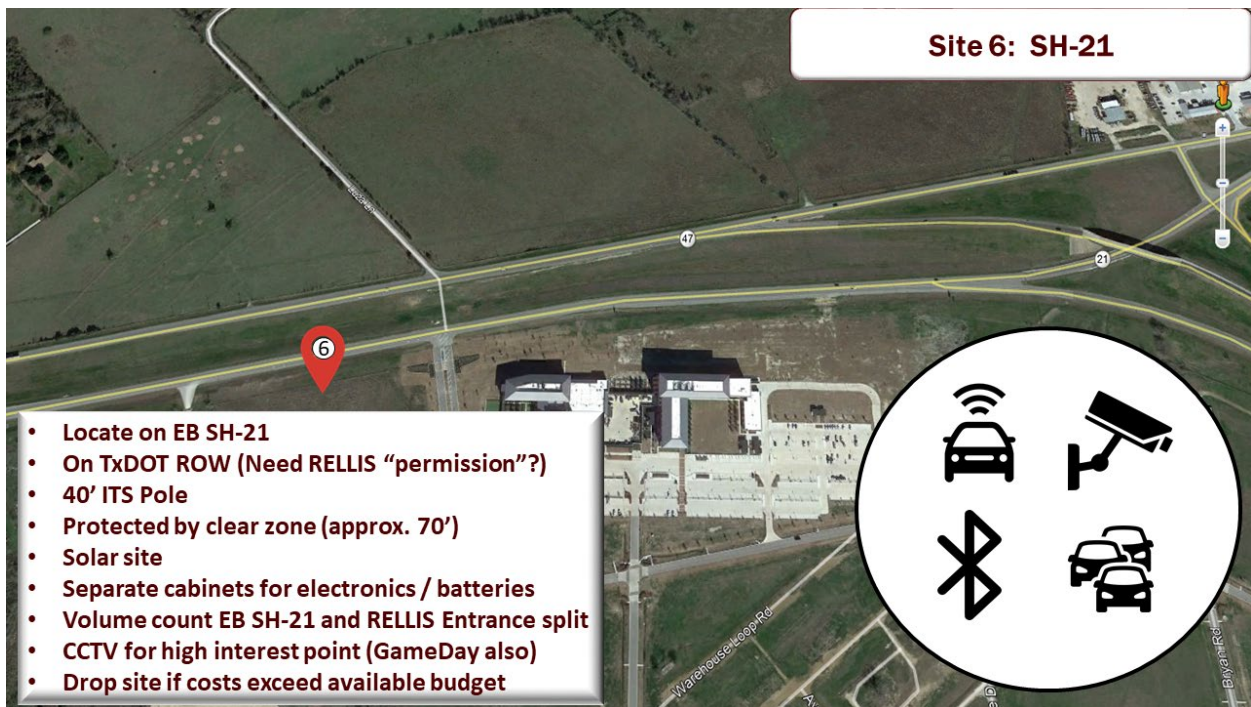 Site 6: SH-21
47
21
6
• Locate on EB SH-21
• On TxDOT ROW (Need RELLIS “permission”?)
• 40’ ITS Pole
• Protected by clear zone (approx. 70’)
• Solar site
• Separate cabinets for electronics / batteries
• Volume count EB SH-21 and RELLIS Entrance split
• CCTV for high interest point (GameDay also)
• Drop site if costs exceed available budget
Warehouse Loop Rd
Bryan Rd